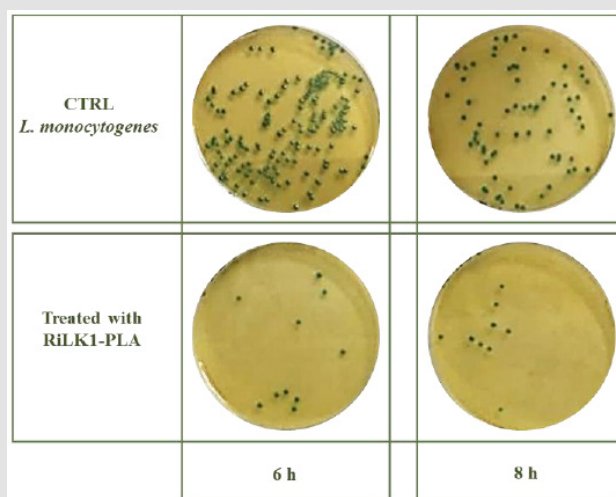 CTRL
L. monocytogenes
Treated with
RiLK1-PLA
6 h
8 h